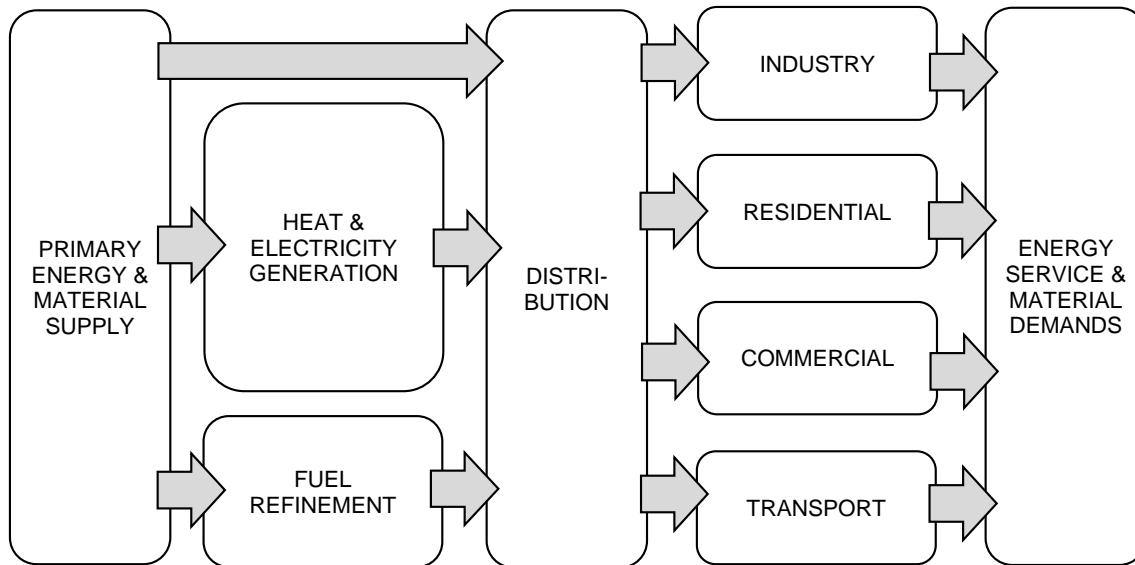 PRIMARY
ENERGY &
MATERIAL
SUPPLY
HEAT &
ELECTRICITY
GENERATION
FUEL
REFINEMENT
DISTRI-
BUTION
INDUSTRY
RESIDENTIAL
COMMERCIAL
TRANSPORT
ENERGY
SERVICE &
MATERIAL
DEMANDS